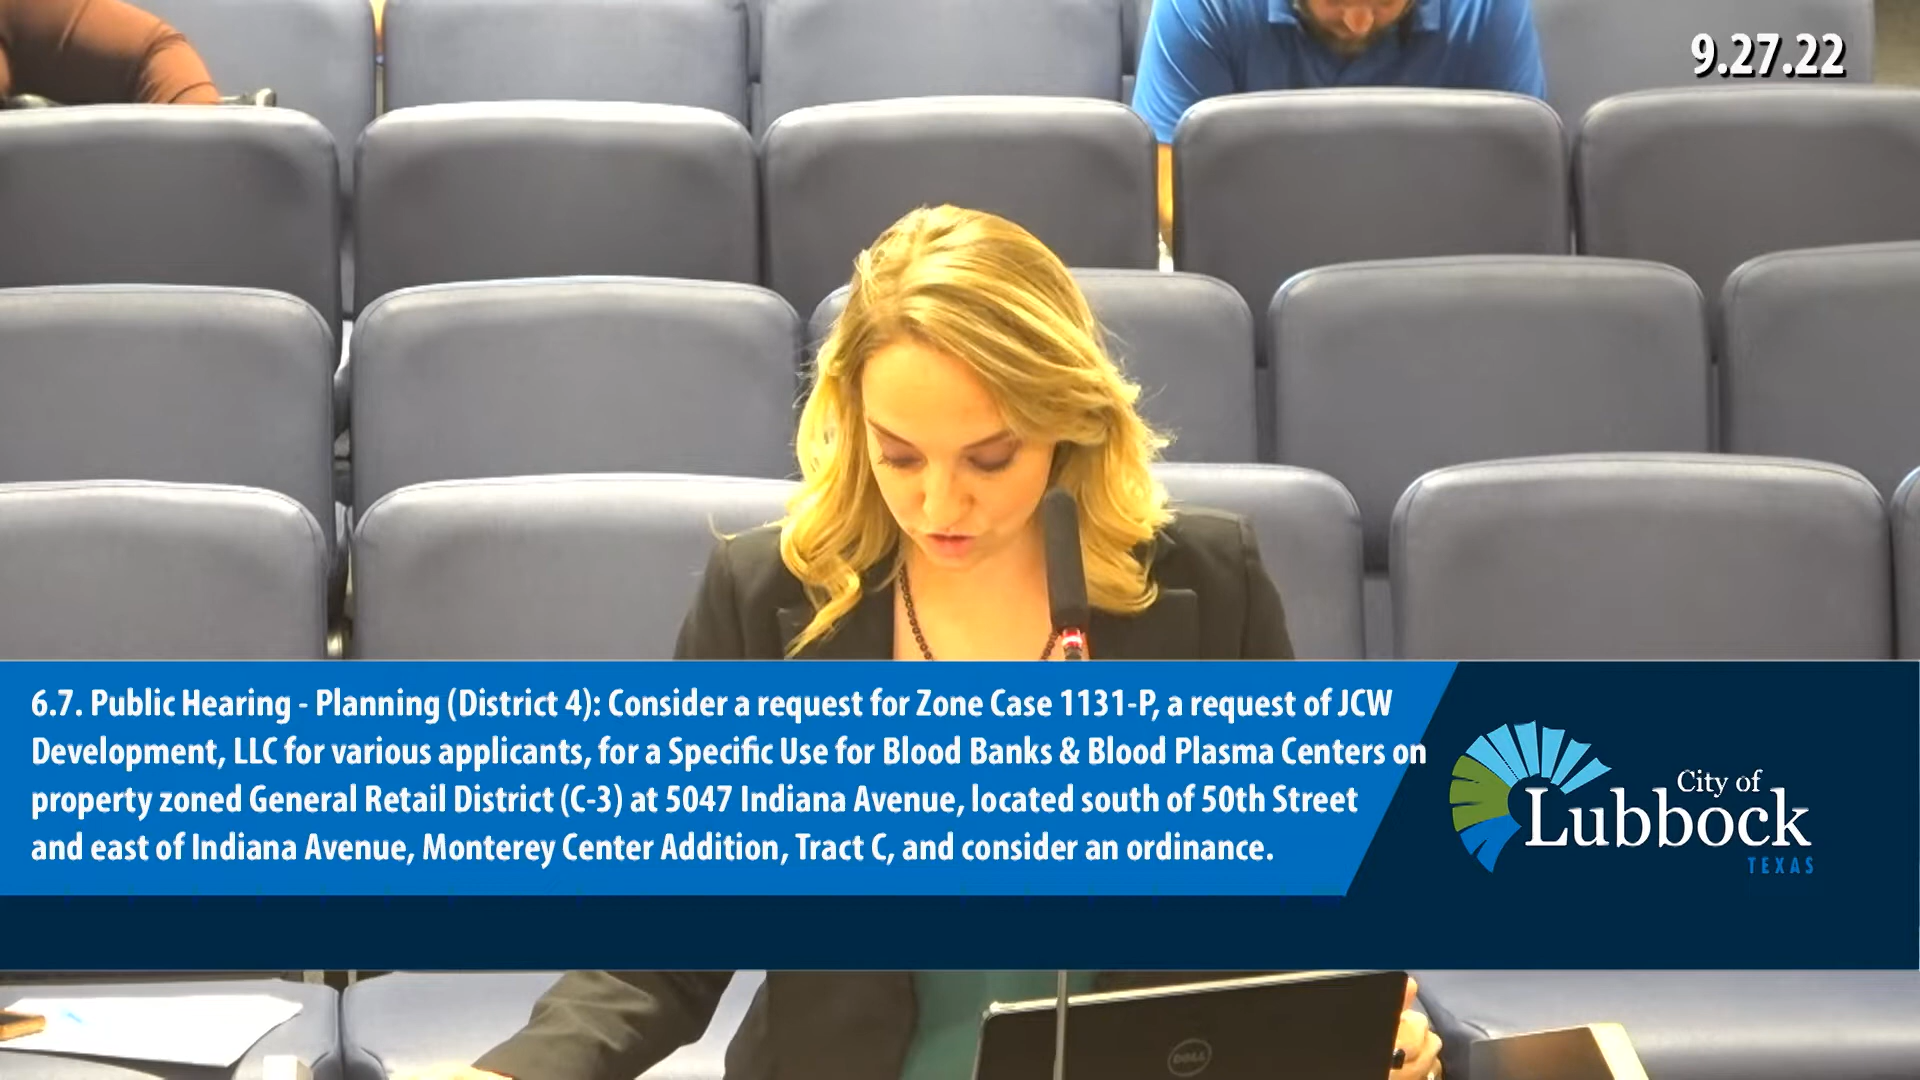 9.27.22
6.7. Public Hearing - Planning (District 4): Consider a request for Zone Case 1131-P, a request of JCW
Development, LLC for various applicants, for a Specific Use for Blood Banks & Blood Plasma Centers on
property zoned General Retail District (C-3) at 5047 Indiana Avenue, located south of 50th Street
and east of Indiana Avenue, Monterey Center Addition, Tract C, and consider an ordinance.
City of
Lubbock
TEXAS
DELL